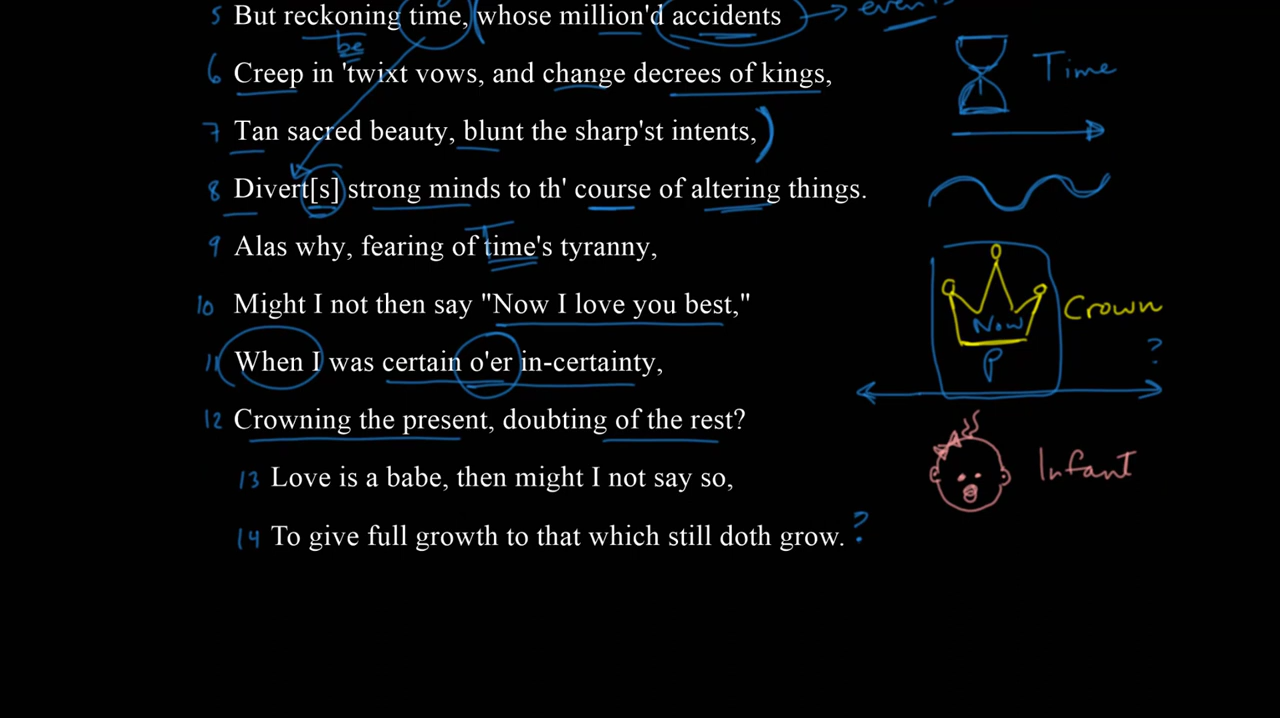 5 But reckoning time, whose million'd accidents → events
be
6 Creep in 'twixt vows, and change decrees of kings,
Time
7 Tan sacred beauty, blunt the sharp'st intents,)
8 Divert[s] strong minds to th' course of altering things.
9 Alas why, fearing of time's tyranny,
T
10 Might I not then say "Now I love you best,"
Crown
Now
P
?
11 When I was certain o'er in-certainty,
12 Crowning the present, doubting of the rest?
Infant
13 Love is a babe, then might I not say so,
14 To give full growth to that which still doth grow. ?